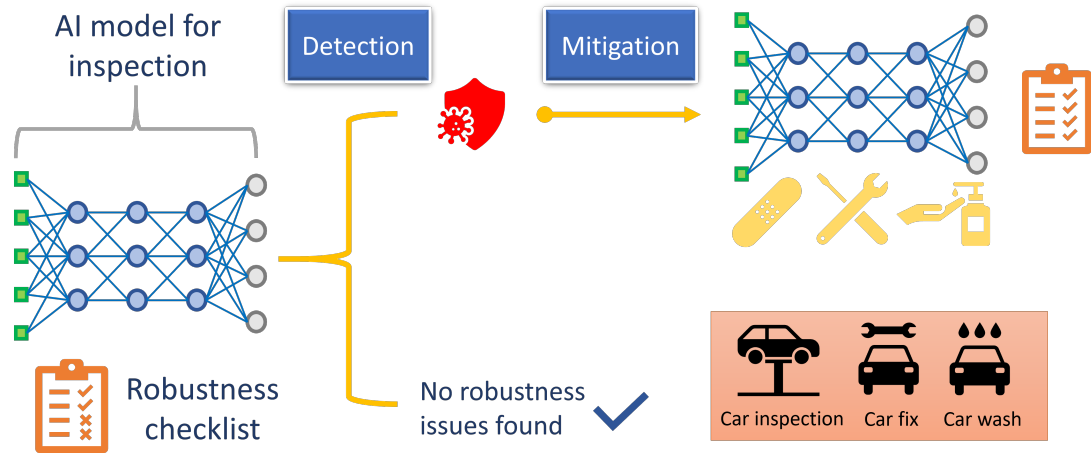 AI model for
inspection
Detection
Mitigation
Robustness
checklist
No robustness
issues found
Car inspection
Car fix
Car wash